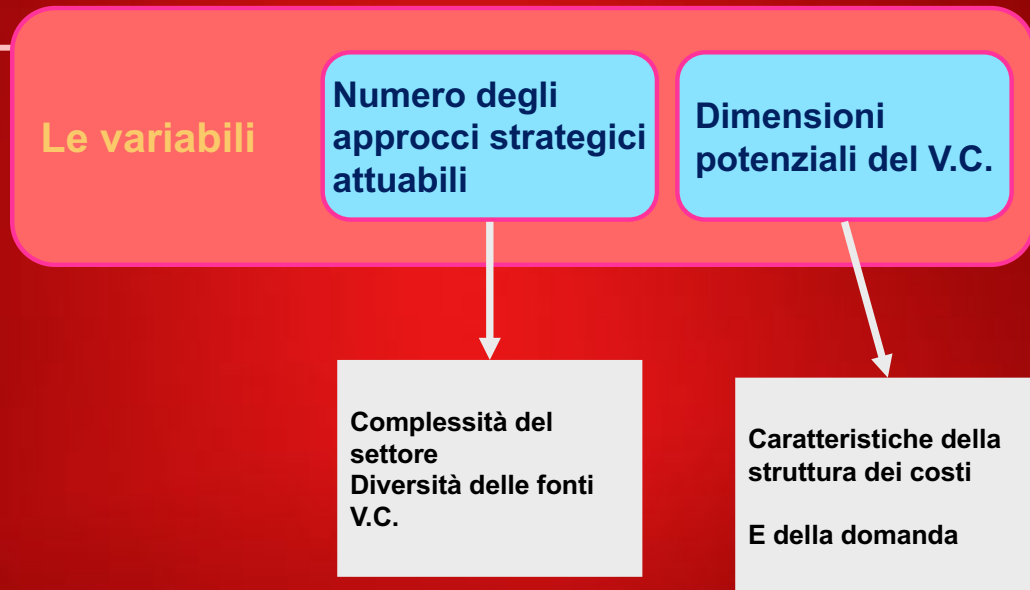 Le variabili
Numero degli
approcci strategici
attuabili
Dimensioni
potenziali del V.C.
Complessità del
settore
Diversità delle fonti
V.C.
Caratteristiche della
struttura dei costi
E della domanda